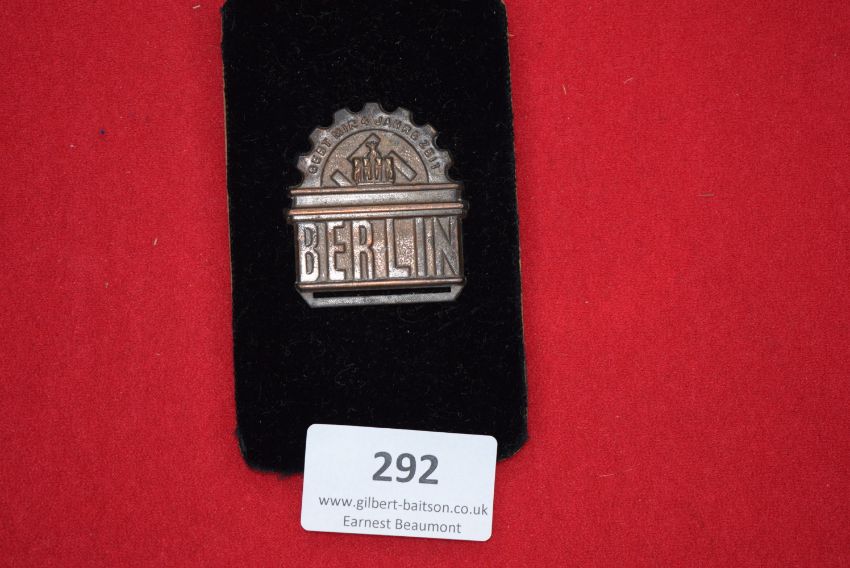 GEBT MIR 4 JAHRE ZEIT
BERLIN
292
www.gilbert-baitson.co.uk
Earnest Beaumont